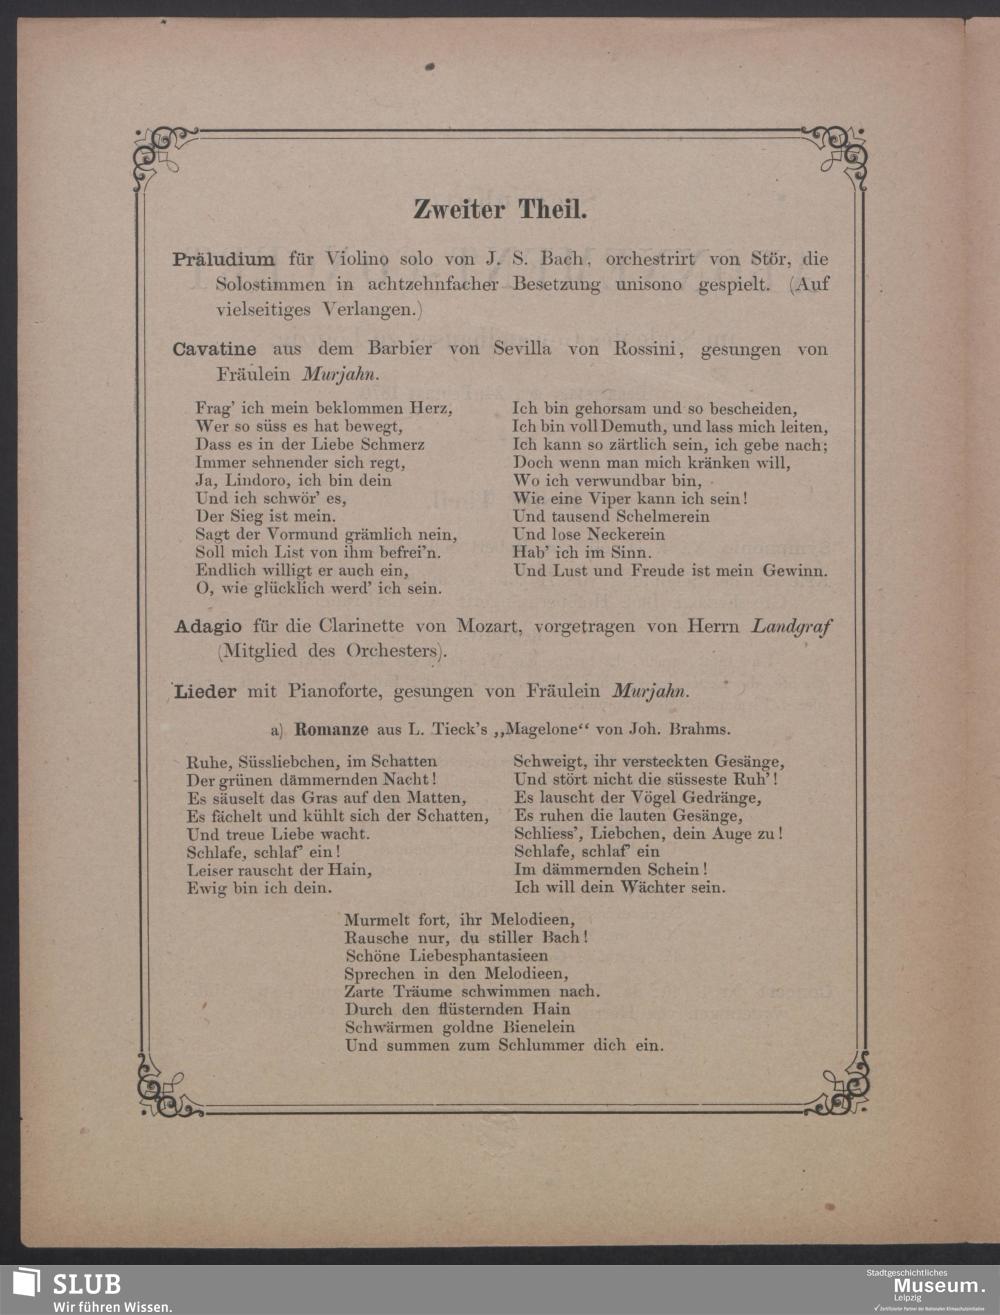 Zweiter Theil.
Präludium für Violino solo von J. S. Bach, orchestrirt von Stör, die
Solostimmen in achtzehnfacher Besetzung unisono gespielt. (Auf
vielseitiges Verlangen.)
Cavatine aus dem Barbier von Sevilla von Rossini, gesungen von
Fräulein Murjahn.
Frag' ich mein beklommen Herz,
Wer so süss es hat bewegt,
Dass es in der Liebe Schmerz
Immer sehnender sich regt,
Ja, Lindoro, ich bin dein
Und ich schwör' es,
Der Sieg ist mein.
Sagt der Vormund grämlich nein,
Soll mich List von ihm befrei'n.
Endlich willigt er auch ein,
O, wie glücklich werd' ich sein.
Ich bin gehorsam und so bescheiden,
Ich bin voll Demuth, und lass mich leiten,
Ich kann so zärtlich sein, ich gebe nach;
Doch wenn man mich kränken will,
Wo ich verwundbar bin,
Wie eine Viper kann ich sein!
Und tausend Schelmerein
Und lose Neckerein
Hab' ich im Sinn.
Und Lust und Freude ist mein Gewinn.
Adagio für die Clarinette von Mozart, vorgetragen von Herrn Landgraf
(Mitglied des Orchesters).
Lieder mit Pianoforte, gesungen von Fräulein Murjahn.
a) Romanze aus L. Tieck's „Magelone“ von Joh. Brahms.
Ruhe, Süssliebchen, im Schatten
Der grünen dämmernden Nacht!
Es säuselt das Gras auf den Matten,
Es fächelt und kühlt sich der Schatten,
Und treue Liebe wacht.
Schlafe, schlaf' ein!
Leiser rauscht der Hain,
Ewig bin ich dein.
Schweigt, ihr versteckten Gesänge,
Und stört nicht die süsseste Ruh'!
Es lauscht der Vögel Gedränge,
Es ruhen die lauten Gesänge,
Schliess', Liebchen, dein Auge zu!
Schlafe, schlaf' ein
Im dämmernden Schein!
Ich will dein Wächter sein.
Murmelt fort, ihr Melodieen,
Rausche nur, du stiller Bach!
Schöne Liebesphantasieen
Sprechen in den Melodieen,
Zarte Träume schwimmen nach.
Durch den flüsternden Hain
Schwärmen goldne Bienelein
Und summen zum Schlummer dich ein.
SLUB
Wir führen Wissen.
Stadtgeschichtliches
Museum.
Leipzig
Zertifizierter Partner der Nationalen Klimaschutzinitiative